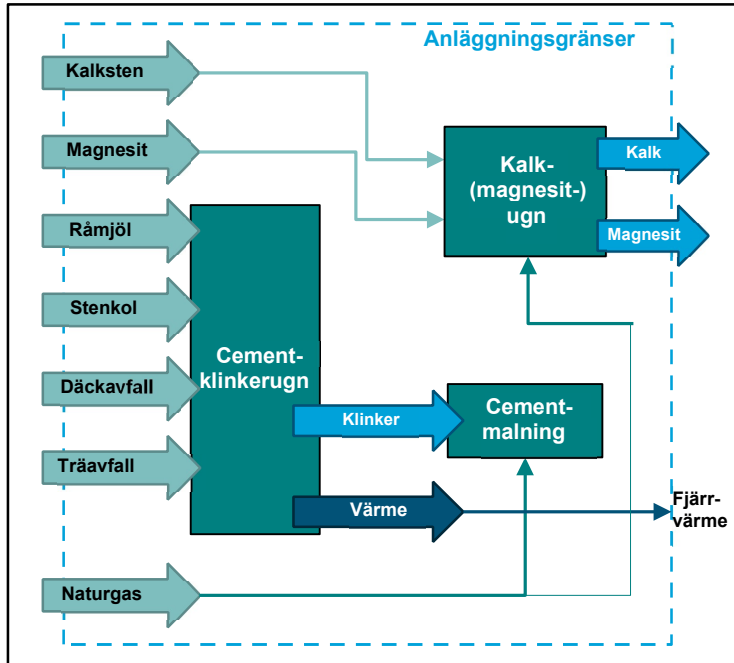 Anläggningsgränser
Kalksten
Magnesit
Råmjöl
Stenkol
Däckavfall
Träavfall
Naturgas
Cement-
klinkerugn
Kalk-
(magnesit-)
ugn
Kalk
Magnesit
Klinker
Cement-
malning
Värme
Fjärr-
värme